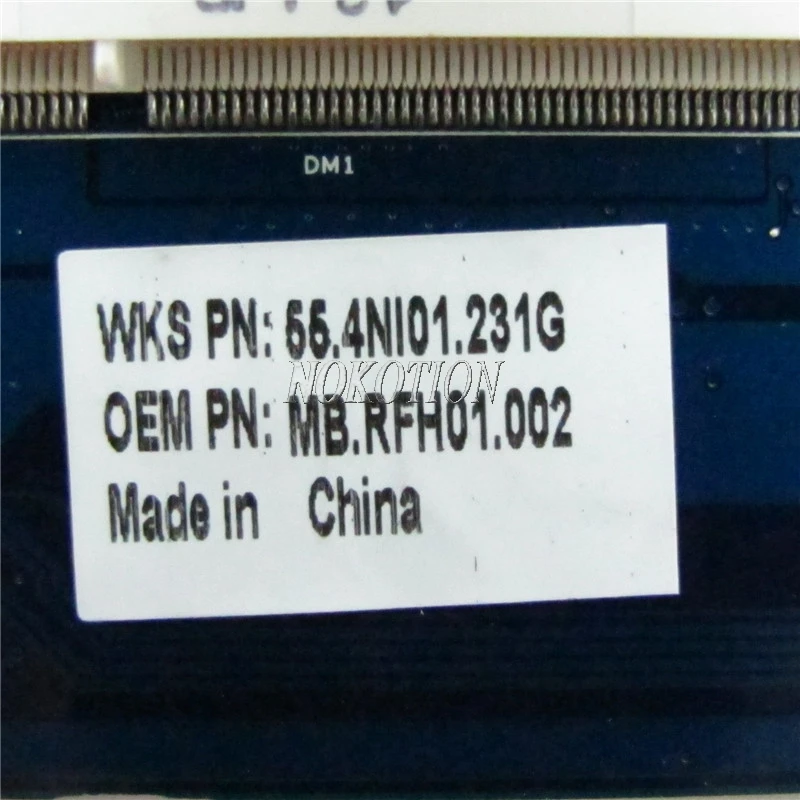 DM1
WKS PN: 55.4NI01.231G
NOKOTION
OEM PN: MB.RFH01.002
Made in China